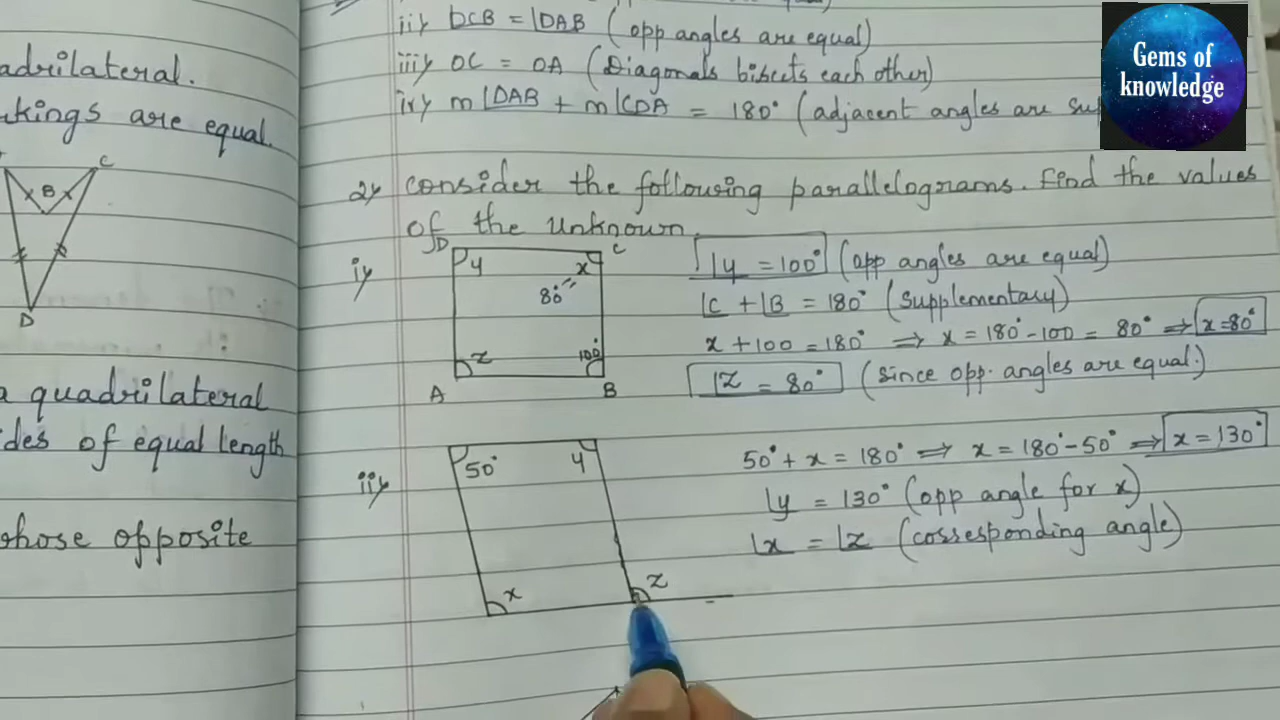 adrilateral.
kings are equal.
C
B
D
a quadrilateral
des of equal length
whose opposite
ii) DCB = ∠DAB (opp angles are equal)
iii) OC = OA (Diagonals bisects each other)
iv) m∠DAB + m∠CDA = 180° (adjacent angles are sup
Gems of
knowledge
2) Consider the following parallelograms. Find the values
of the unknown.
i)
D
C
y
x
80°
z
100°
A
B
∠y = 100° (opp angles are equal)
∠C + ∠B = 180° (Supplementary)
x + 100 = 180° ⇒ x = 180° - 100 = 80° ⇒ x = 80°
∠z = 80° (since opp. angles are equal.)
ii)
50°
y
x
z
50° + x = 180° ⇒ x = 180° - 50° ⇒ x = 130°
∠y = 130° (opp angle for x)
∠x = ∠z (corresponding angle)